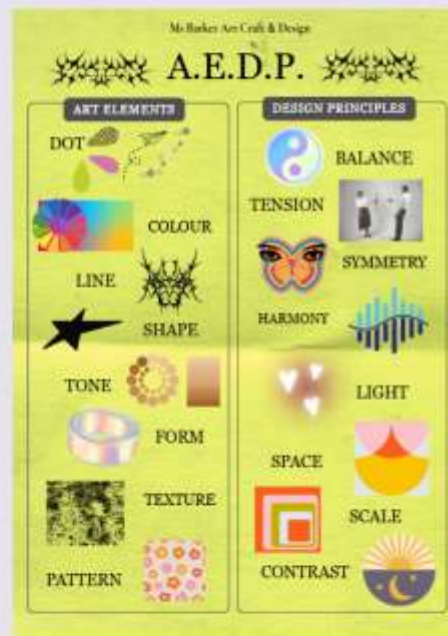 Ms Barker Art Craft & Design
A.E.D.P.
ART ELEMENTS
DOT
COLOUR
LINE
SHAPE
TONE
FORM
TEXTURE
PATTERN
DESIGN PRINCIPLES
BALANCE
TENSION
SYMMETRY
HARMONY
LIGHT
SPACE
SCALE
CONTRAST